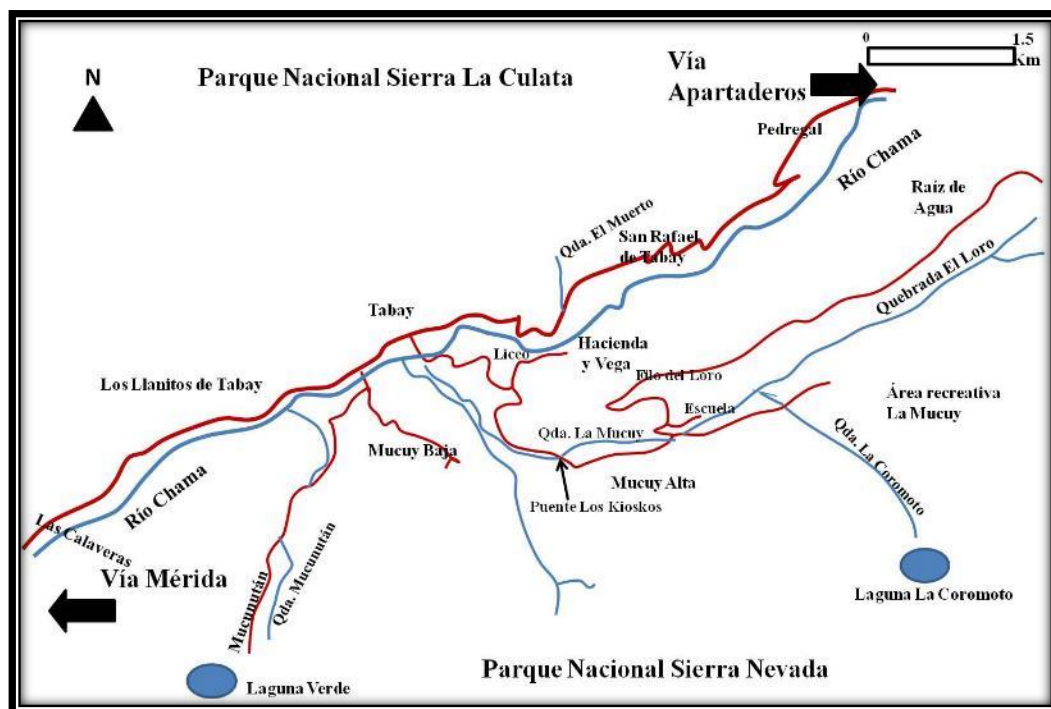 0
1.5
Km
Vía
Apartaderos
Parque Nacional Sierra La Culata
N
Pedregal
Río Chama
Raíz de
Agua
Qda. El Muerto
San Rafael
de Tabay
Quebrada El Loro
Tabay
Hacienda
y Vega
Liceo
Los Llanitos de Tabay
Filo del Loro
Escuela
Área recreativa
La Mucuy
Qda. La Mucuy
Mucuy Baja
Qda. La Coromoto
Mucuy Alta
Puente Los Kioskos
Río Chama
Las Calaveras
Vía Mérida
Mucunután
Qda. Mucunután
Laguna La Coromoto
Parque Nacional Sierra Nevada
Laguna Verde